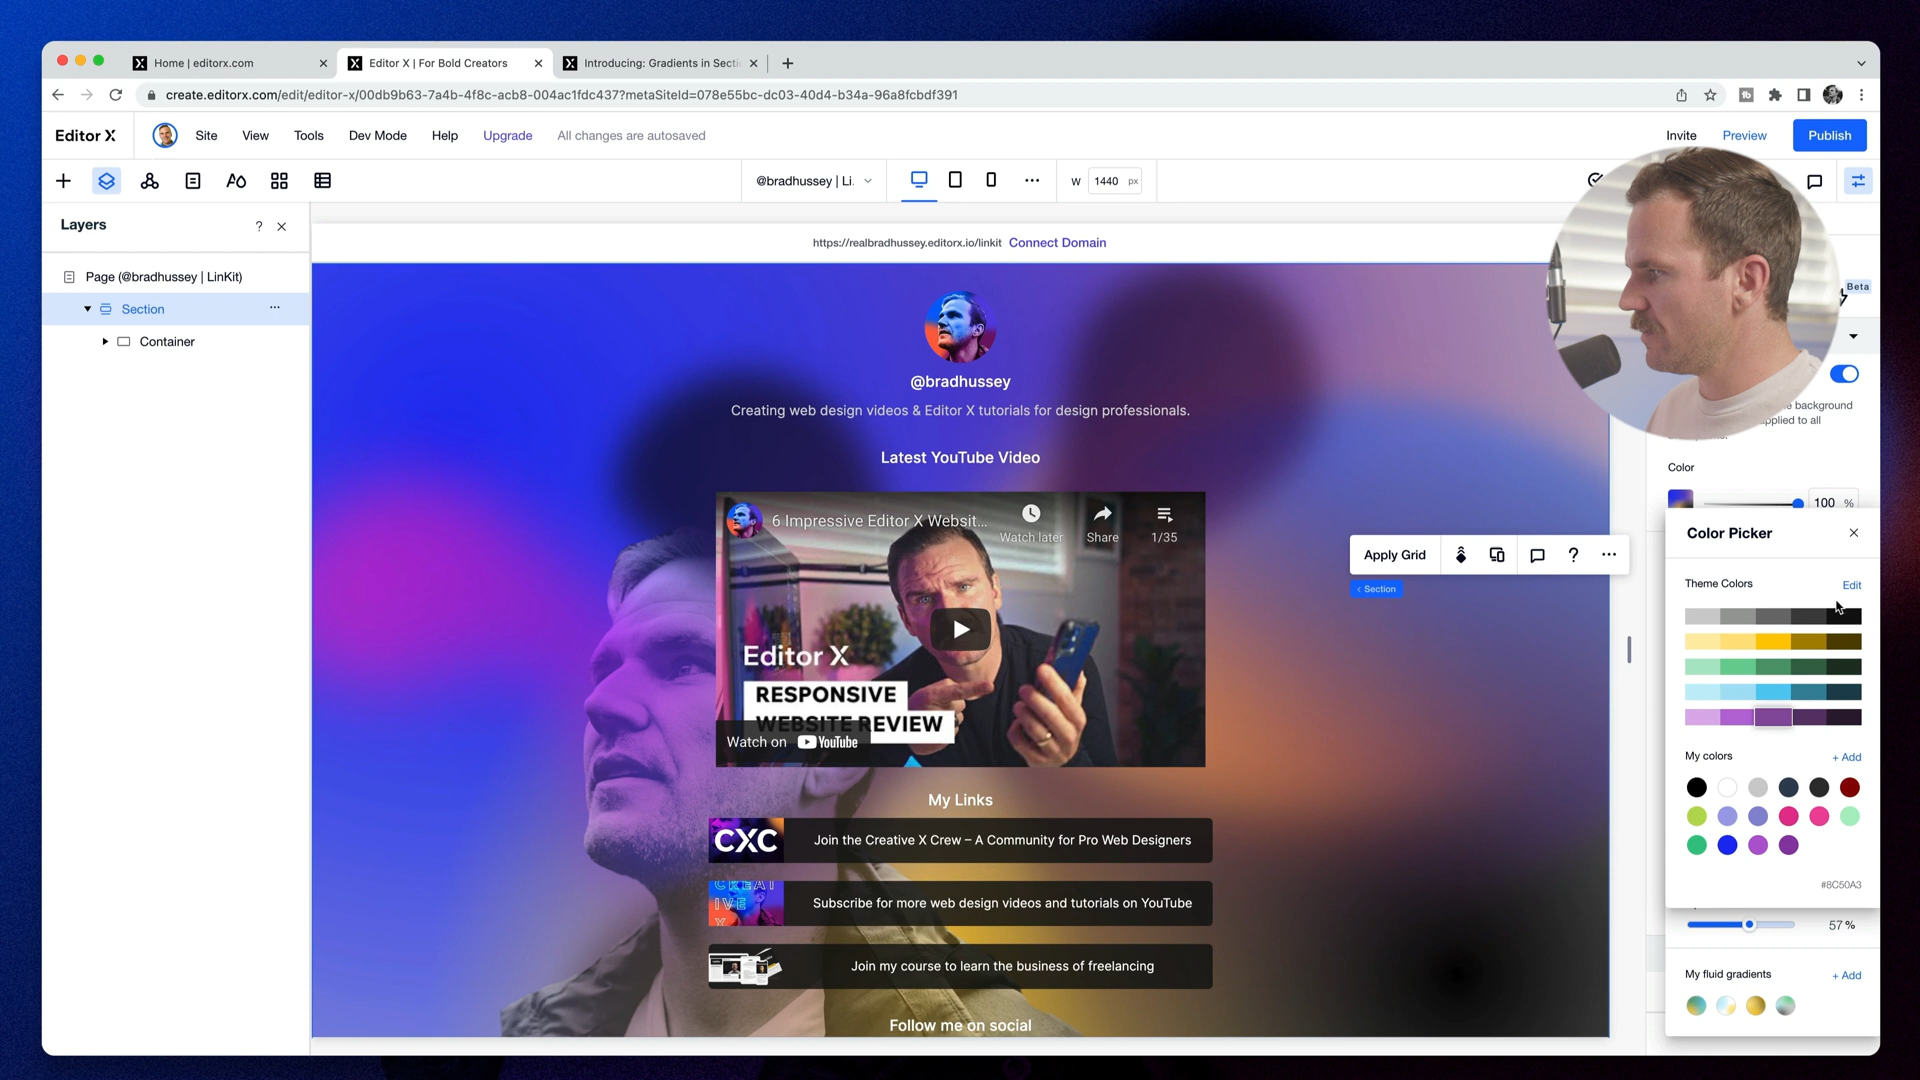 Home | editorx.com
Editor X | For Bold Creators
Introducing: Gradients in Secti
create.editorx.com/edit/editor-x/00db9b63-7a4b-4f8c-acb8-004ac1fdc437?metaSiteId=078e55bc-dc03-40d4-b34a-96a8fcbdf391
Editor X
Site
View
Tools
Dev Mode
Help
Upgrade
All changes are autosaved
Invite
Preview
Publish
@bradhussey | Li.
W 1440 px
Layers
?
Page (@bradhussey | LinKit)
Section
Container
https://realbradhussey.editorx.io/linkit Connect Domain
@bradhussey
Creating web design videos & Editor X tutorials for design professionals.
Latest YouTube Video
6 Impressive Editor X Websit...
Watch later
Share
1/35
Editor X
RESPONSIVE
WEBSITE REVIEW
Watch on YouTube
My Links
CXC
Join the Creative X Crew – A Community for Pro Web Designers
CREAT
IVE
X
Subscribe for more web design videos and tutorials on YouTube
Join my course to learn the business of freelancing
Follow me on social
Apply Grid
?
< Section
Beta
background
applied to all
Color
100 %
Color Picker
Theme Colors
Edit
My colors
+ Add
#8C50A3
57 %
My fluid gradients
+ Add